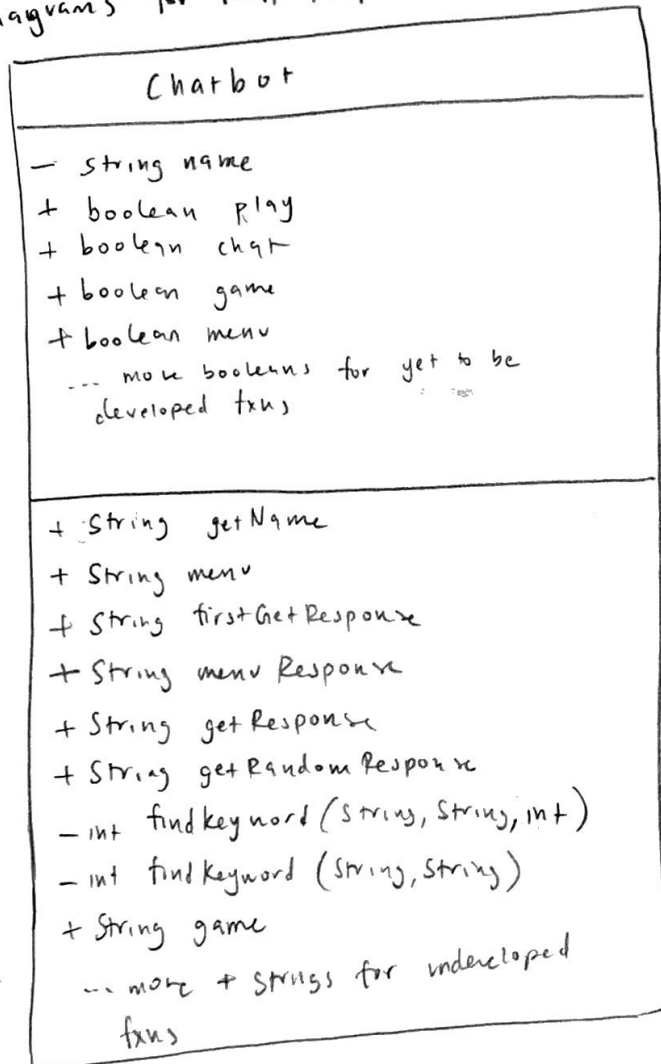 for
Chatbot
- String name
+ boolean play
+ boolean chat
+ boolean game
+ boolean menu
... more booleans for yet to be
developed fxns
+ String getName
+ String menu
+ String firstGetResponse
+ String menuResponse
+ String getResponse
+ String getRandomResponse
- int findkeyword (String, String, int)
- int findkeyword (String, String)
+ String game
... more + strings for undeveloped
fxns